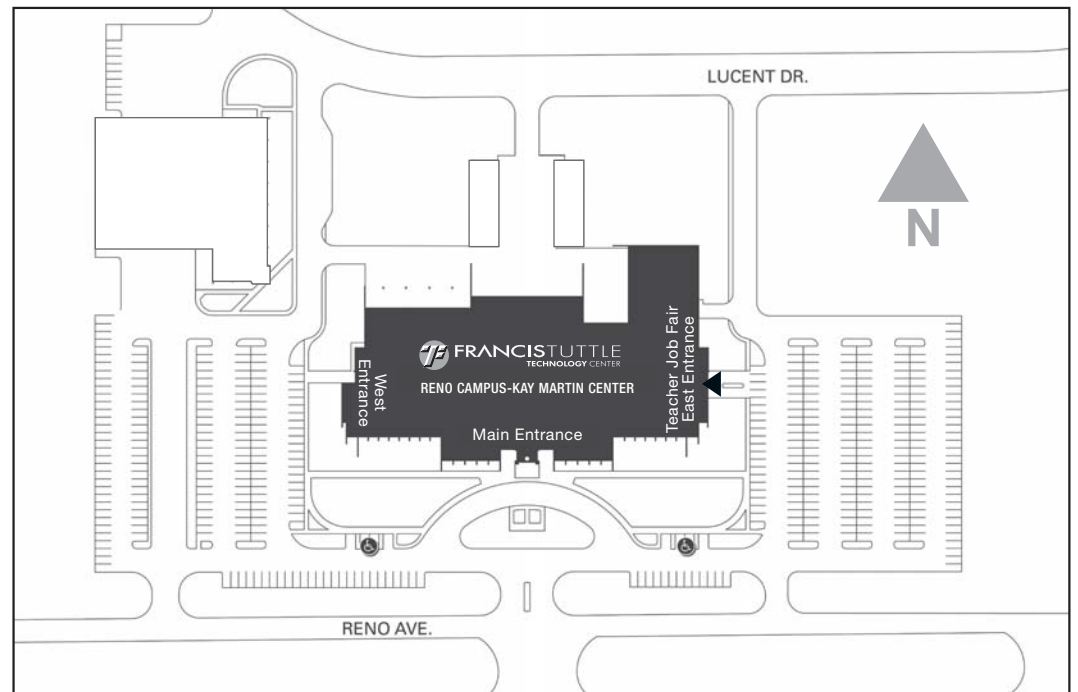 LUCENT DR.
N
FRANCISTUTTLE
TECHNOLOGY CENTER
RENO CAMPUS-KAY MARTIN CENTER
West
Entrance
Main Entrance
Teacher Job Fair
East Entrance
RENO AVE.